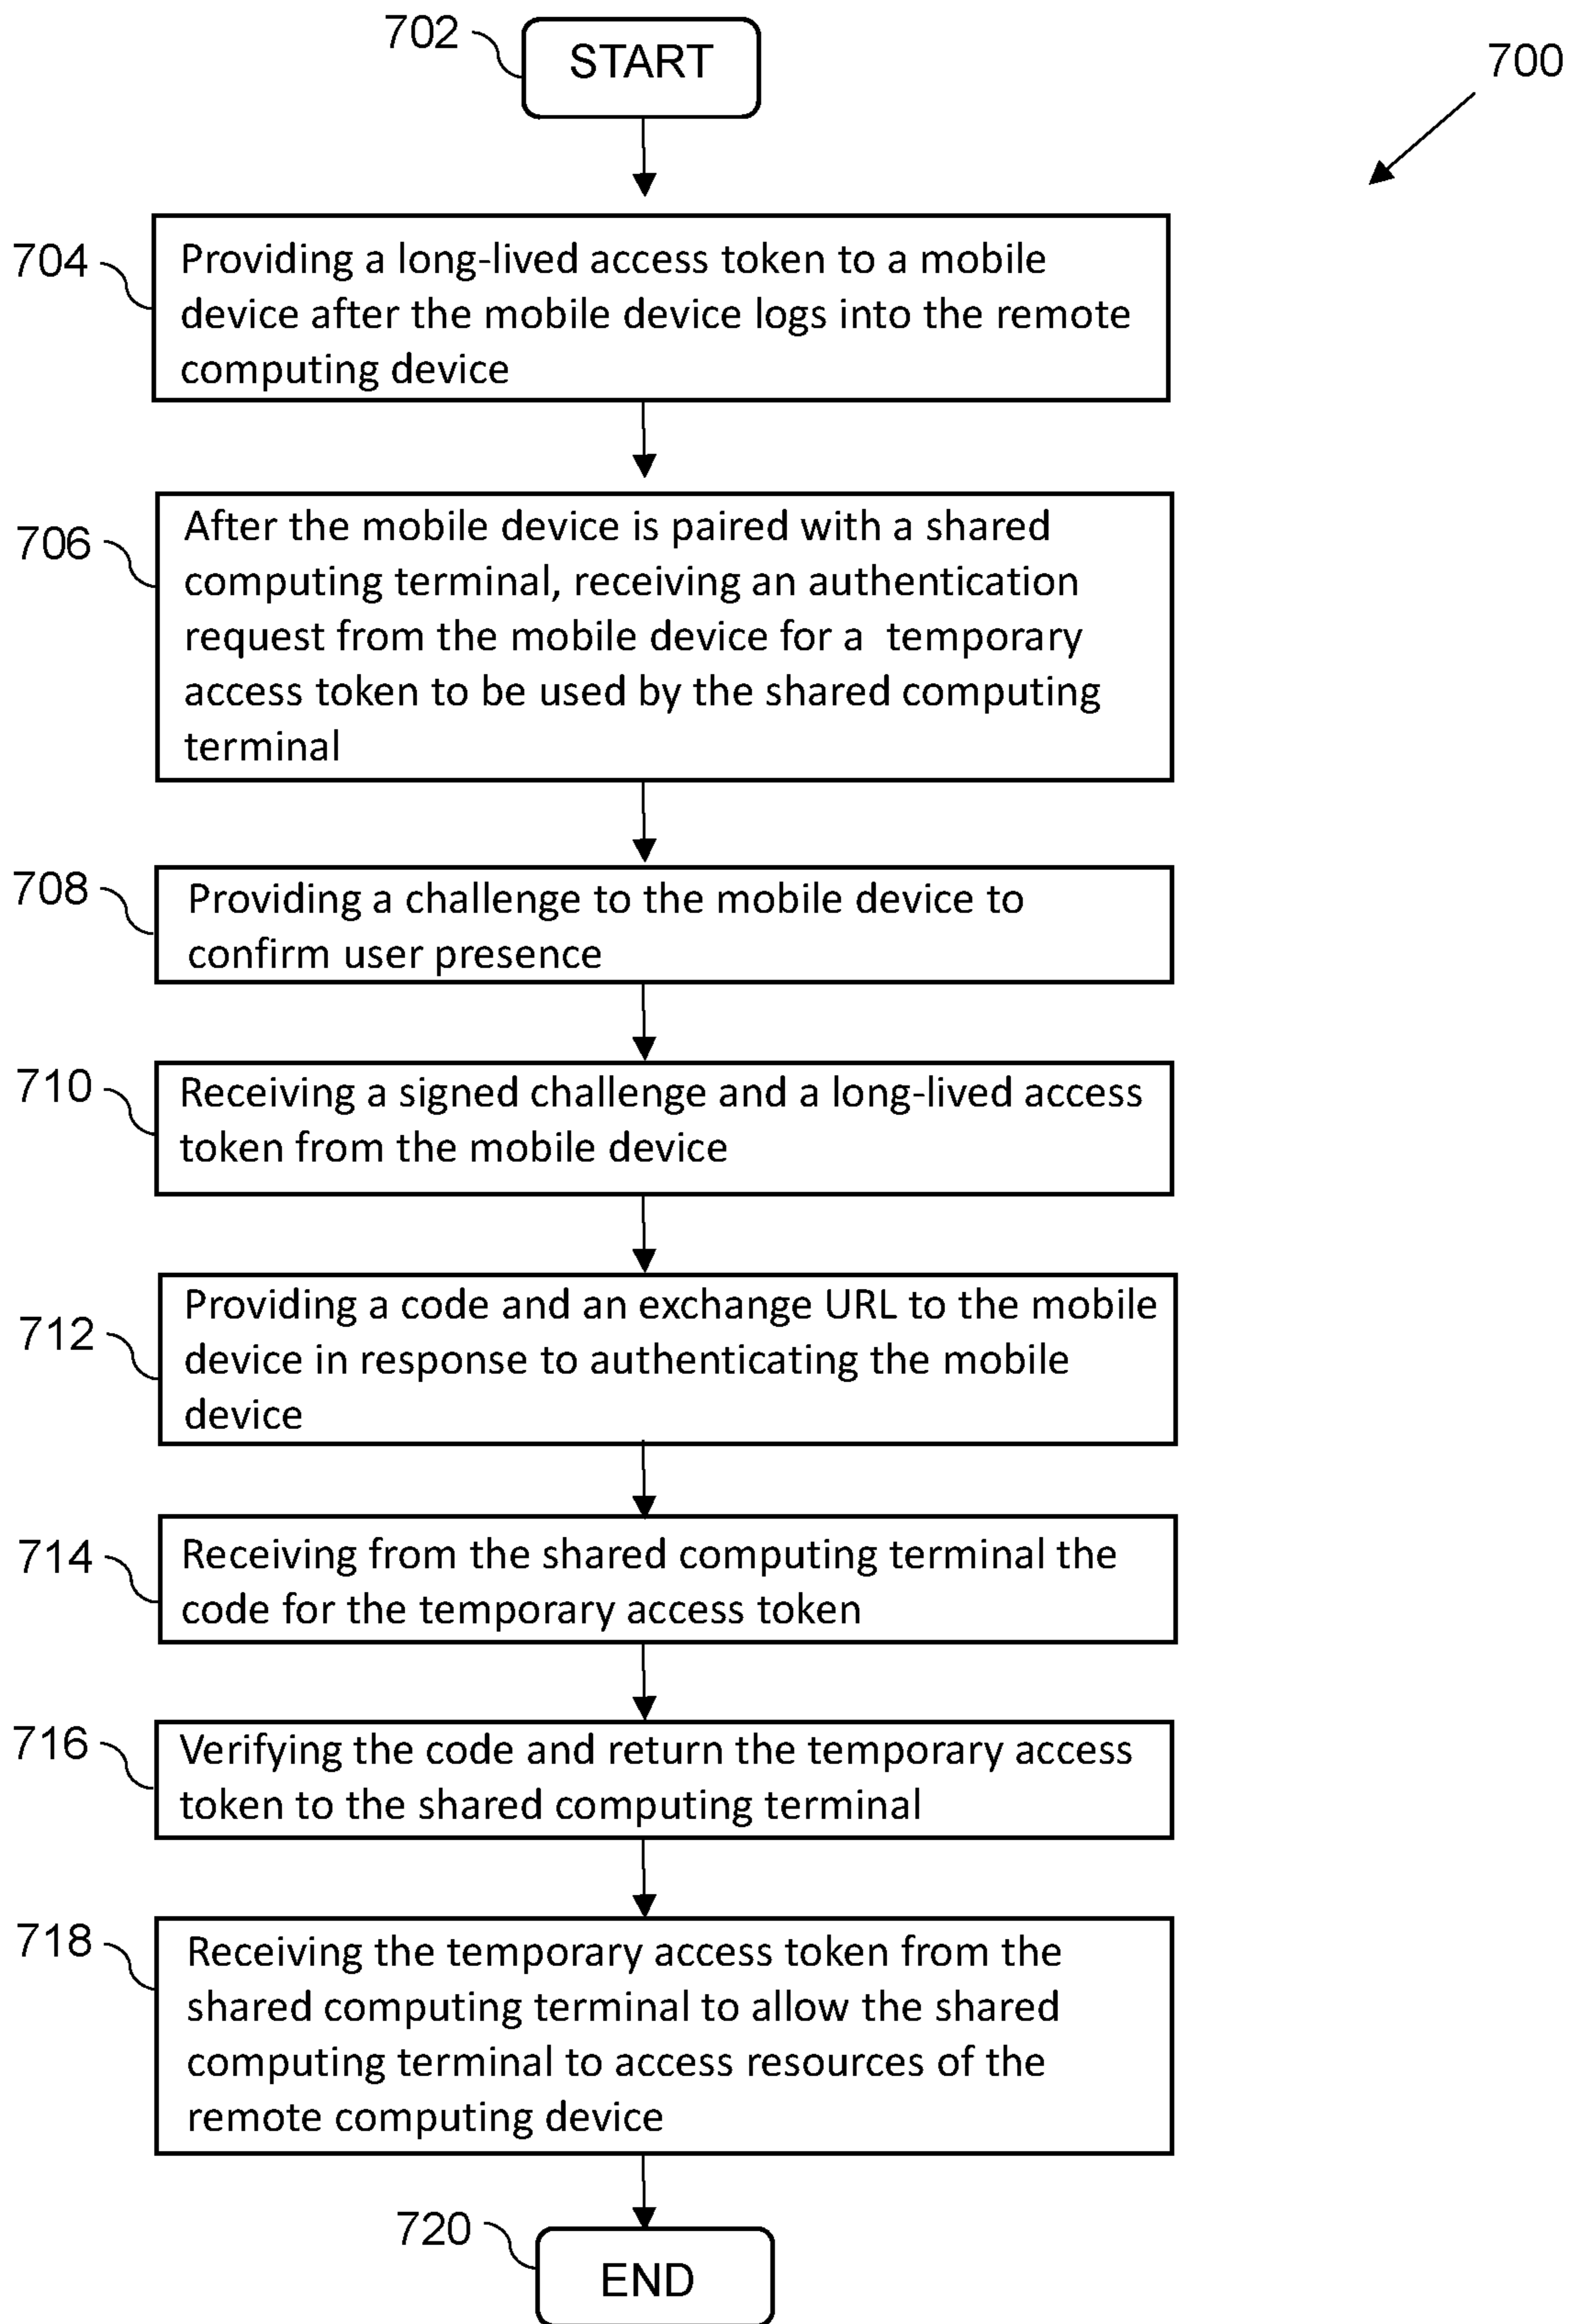 702
START
700
704
Providing a long-lived access token to a mobile
device after the mobile device logs into the remote
computing device
706
After the mobile device is paired with a shared
computing terminal, receiving an authentication
request from the mobile device for a  temporary
access token to be used by the shared computing
terminal
708
Providing a challenge to the mobile device to
confirm user presence
710
Receiving a signed challenge and a long-lived access
token from the mobile device
712
Providing a code and an exchange URL to the mobile
device in response to authenticating the mobile
device
714
Receiving from the shared computing terminal the
code for the temporary access token
716
Verifying the code and return the temporary access
token to the shared computing terminal
718
Receiving the temporary access token from the
shared computing terminal to allow the shared
computing terminal to access resources of the
remote computing device
720
END